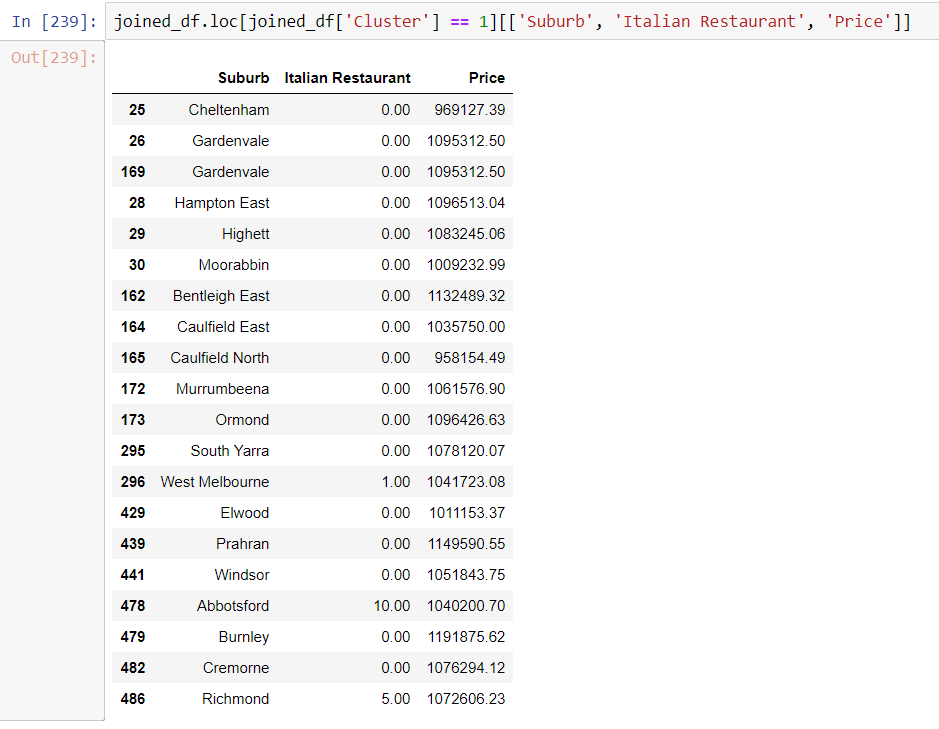 In [239]: joined_df.loc[joined_df['Cluster'] == 1][['Suburb', 'Italian Restaurant', 'Price']]
Out[239]:
Suburb Italian Restaurant Price
25 Cheltenham 0.00 969127.39
26 Gardenvale 0.00 1095312.50
169 Gardenvale 0.00 1095312.50
28 Hampton East 0.00 1096513.04
29 Highett 0.00 1083245.06
30 Moorabbin 0.00 1009232.99
162 Bentleigh East 0.00 1132489.32
164 Caulfield East 0.00 1035750.00
165 Caulfield North 0.00 958154.49
172 Murrumbeena 0.00 1061576.90
173 Ormond 0.00 1096426.63
295 South Yarra 0.00 1078120.07
296 West Melbourne 1.00 1041723.08
429 Elwood 0.00 1011153.37
439 Prahran 0.00 1149590.55
441 Windsor 0.00 1051843.75
478 Abbotsford 10.00 1040200.70
479 Burnley 0.00 1191875.62
482 Cremorne 0.00 1076294.12
486 Richmond 5.00 1072606.23